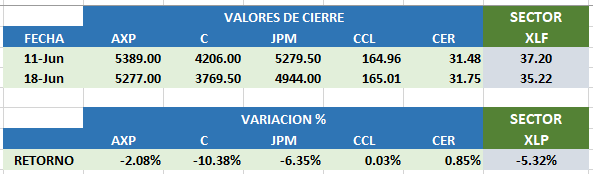 VALORES DE CIERRE SECTOR
FECHA AXP C JPM CCL CER XLF
11-Jun 5389.00 4206.00 5279.50 164.96 31.48 37.20
18-Jun 5277.00 3769.50 4944.00 165.01 31.75 35.22
VARIACION % SECTOR
AXP C JPM CCL CER XLP
RETORNO -2.08% -10.38% -6.35% 0.03% 0.85% -5.32%